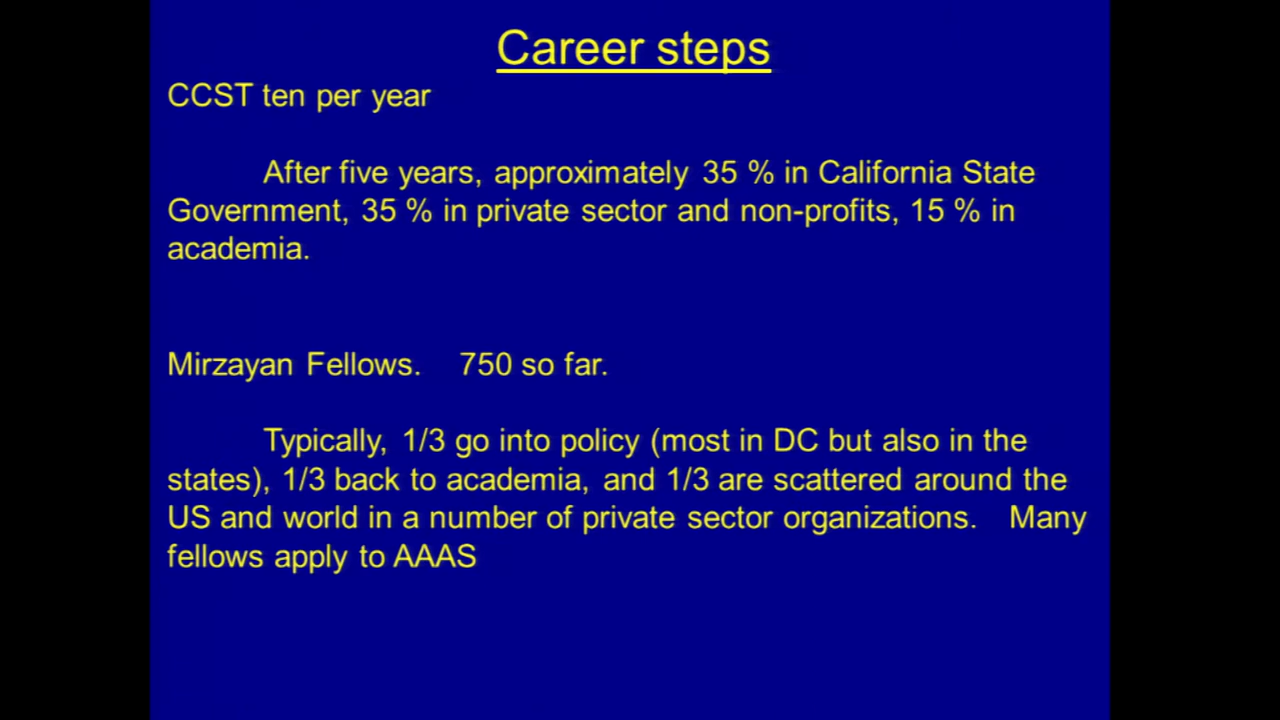 Career steps
CCST ten per year
After five years, approximately 35 % in California State
Government, 35 % in private sector and non-profits, 15 % in
academia.
Mirzayan Fellows. 750 so far.
Typically, 1/3 go into policy (most in DC but also in the
states), 1/3 back to academia, and 1/3 are scattered around the
US and world in a number of private sector organizations. Many
fellows apply to AAAS